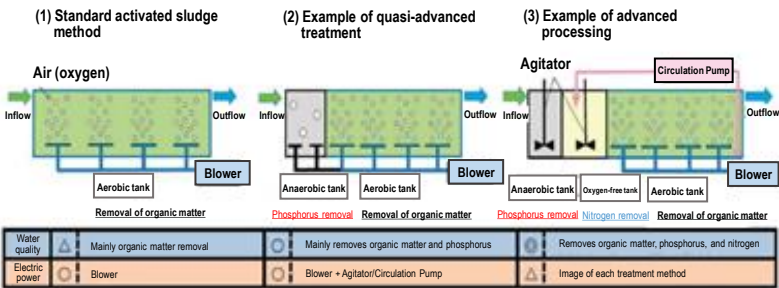 (1) Standard activated sludge
method
(2) Example of quasi-advanced
treatment
(3) Example of advanced
processing
Air (oxygen)
Agitator
Circulation Pump
Inflow
Outflow
Inflow
Outflow
Inflow
Outflow
Blower
Blower
Blower
Aerobic tank
Anaerobic tank
Aerobic tank
Anaerobic tank
Oxygen-free tank
Aerobic tank
Removal of organic matter
Phosphorus removal
Removal of organic matter
Phosphorus removal
Nitrogen removal
Removal of organic matter
Water
quality
△
Mainly organic matter removal
○
Mainly removes organic matter and phosphorus
◎
Removes organic matter, phosphorus, and nitrogen
Electric
power
○
Blower
○
Blower + Agitator/Circulation Pump
△
Image of each treatment method